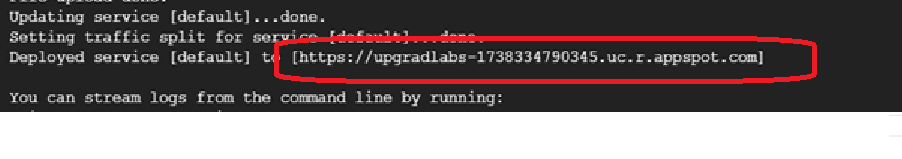 Updating service [default]...done.
Setting traffic split for service [default]...done.
Deployed service [default] to [https://upgradlabs-1738334790345.uc.r.appspot.com]
You can stream logs from the command line by running: